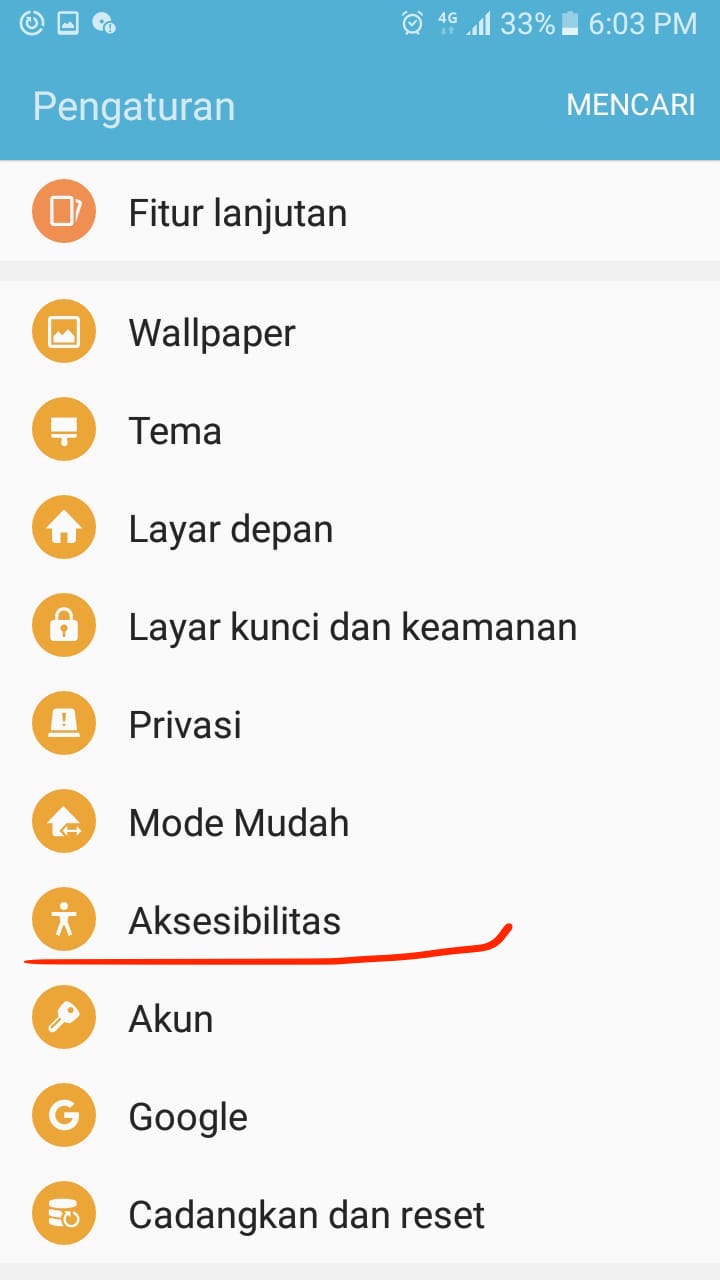 4G 33% 6:03 PM
Pengaturan MENCARI
Fitur lanjutan
Wallpaper
Tema
Layar depan
Layar kunci dan keamanan
Privasi
Mode Mudah
Aksesibilitas
Akun
Google
Cadangkan dan reset